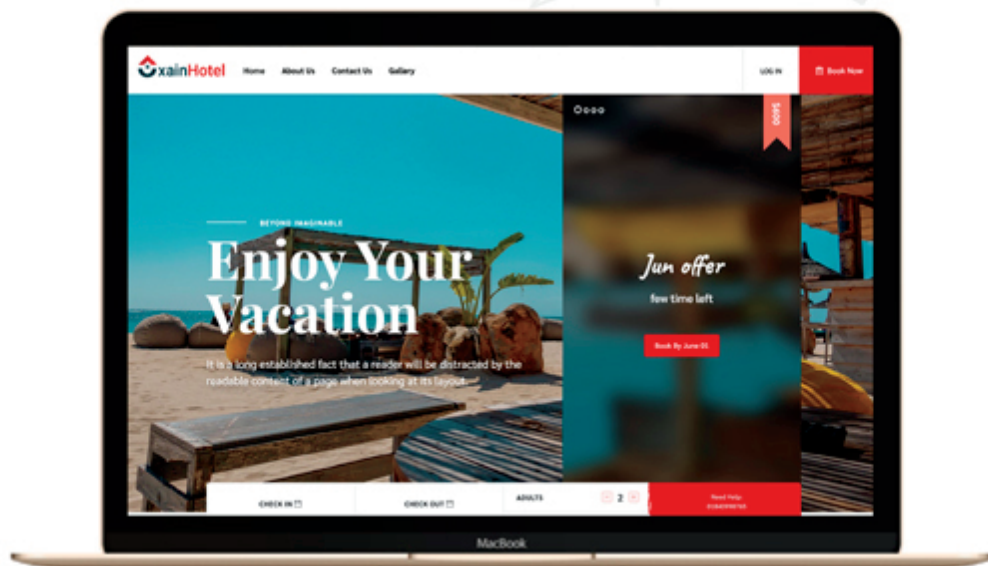 xainHotel
Home About Us Contact Us Gallery
LOG IN
Book Now
$600
BEYOND IMAGINABLE
Enjoy Your
Vacation
It is a long established fact that a reader will be distracted by the
readable content of a page when looking at its layout.
Jun offer
few time left
Book By June 01
CHECK IN
CHECK OUT
ADULTS
2
Need Help
MacBook